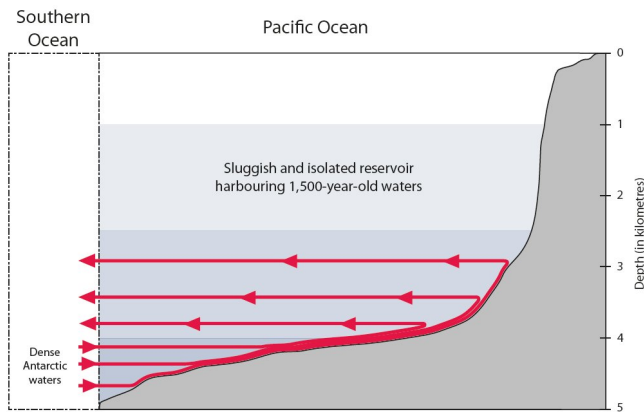 Southern
Ocean
Pacific Ocean
Sluggish and isolated reservoir
harbouring 1,500-year-old waters
Dense
Antarctic
waters
0
1
2
3
4
5
Depth (in kilometres)